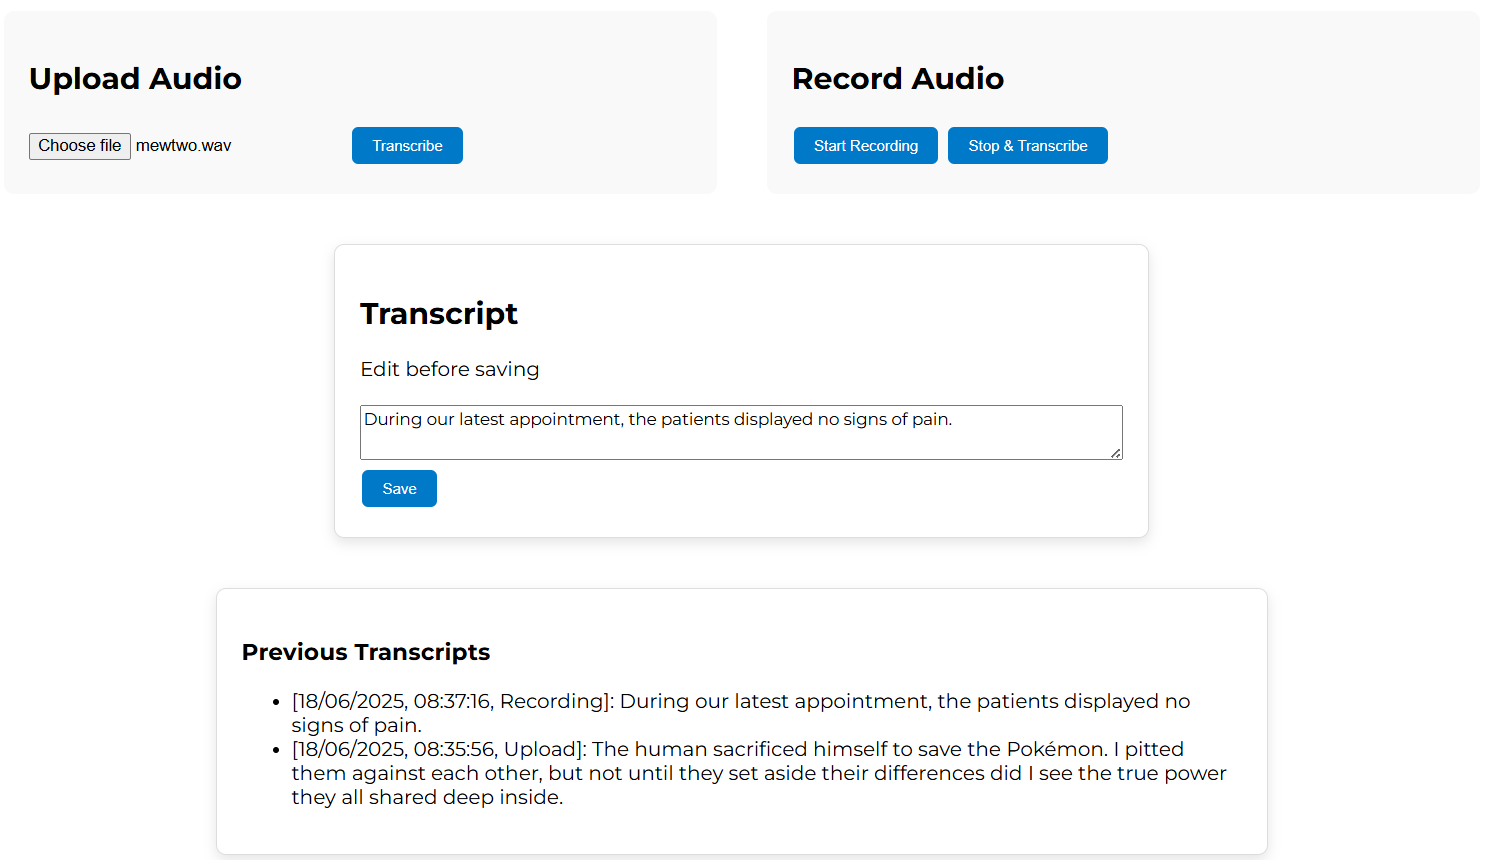 Upload Audio
Choose file mewtwo.wav Transcribe
Record Audio
Start Recording Stop & Transcribe
Transcript
Edit before saving
During our latest appointment, the patients displayed no signs of pain.
Save
Previous Transcripts
[18/06/2025, 08:37:16, Recording]: During our latest appointment, the patients displayed no
signs of pain.
[18/06/2025, 08:35:56, Upload]: The human sacrificed himself to save the Pokémon. I pitted
them against each other, but not until they set aside their differences did I see the true power
they all shared deep inside.